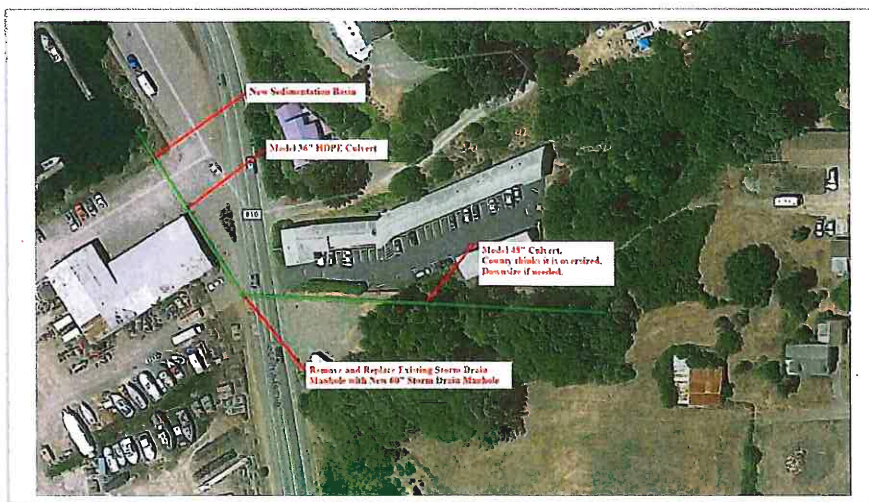 New Sedimentation Basin
Model 36" HDPE Culvert
Model 48" Culvert.
County thinks it is oversized.
Downsize if needed.
Remove and Replace Existing Storm Drain
Manhole with New 60" Storm Drain Manhole